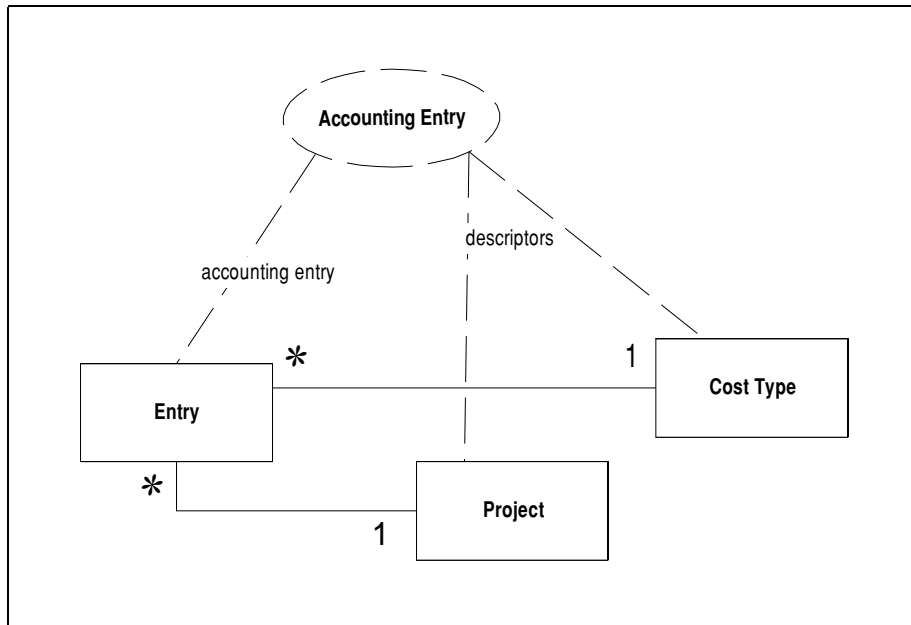 Accounting Entry
descriptors
accounting entry
*
1
Cost Type
Entry
*
1
Project